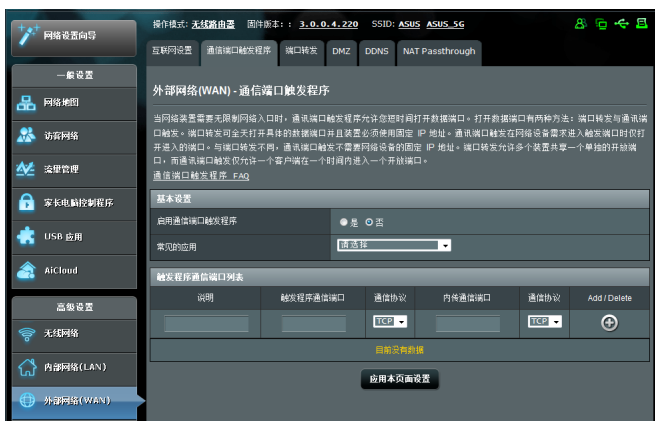 网络设置向导
操作模式: 无线路由器 固件版本: : 3.0.0.4.220 SSID: ASUS ASUS_5G
互联网设置 通信端口触发程序 端口转发 DMZ DDNS NAT Passthrough
一般设置
网络地图
访客网络
流量管理
家长电脑控制程序
USB 应用
AiCloud
高级设置
无线网络
内部网络(LAN)
外部网络(WAN)
外部网络(WAN) - 通信端口触发程序
当网络装置需要无限制网络入口时，通讯端口触发程序允许您短时间打开数据端口。打开数据端口有两种方法：端口转发与通讯端
口触发。端口转发可全天打开具体的数据端口并且装置必须使用固定 IP 地址。通讯端口触发在网络设备需求进入触发端口时仅打
开进入的端口。与端口转发不同，通讯端口触发不需要网络设备的固定 IP 地址。端口转发允许多个装置共享一个单独的开放端
口，而通讯端口触发仅允许一个客户端在一个时间内进入一个开放端口。
通信端口触发程序 FAQ
基本设置
启用通信端口触发程序 是 否
常见的应用 请选择
触发程序通信端口列表
说明 触发程序通信端口 通信协议 内传通信端口 通信协议 Add / Delete
TCP TCP
目前没有数据
应用本页面设置